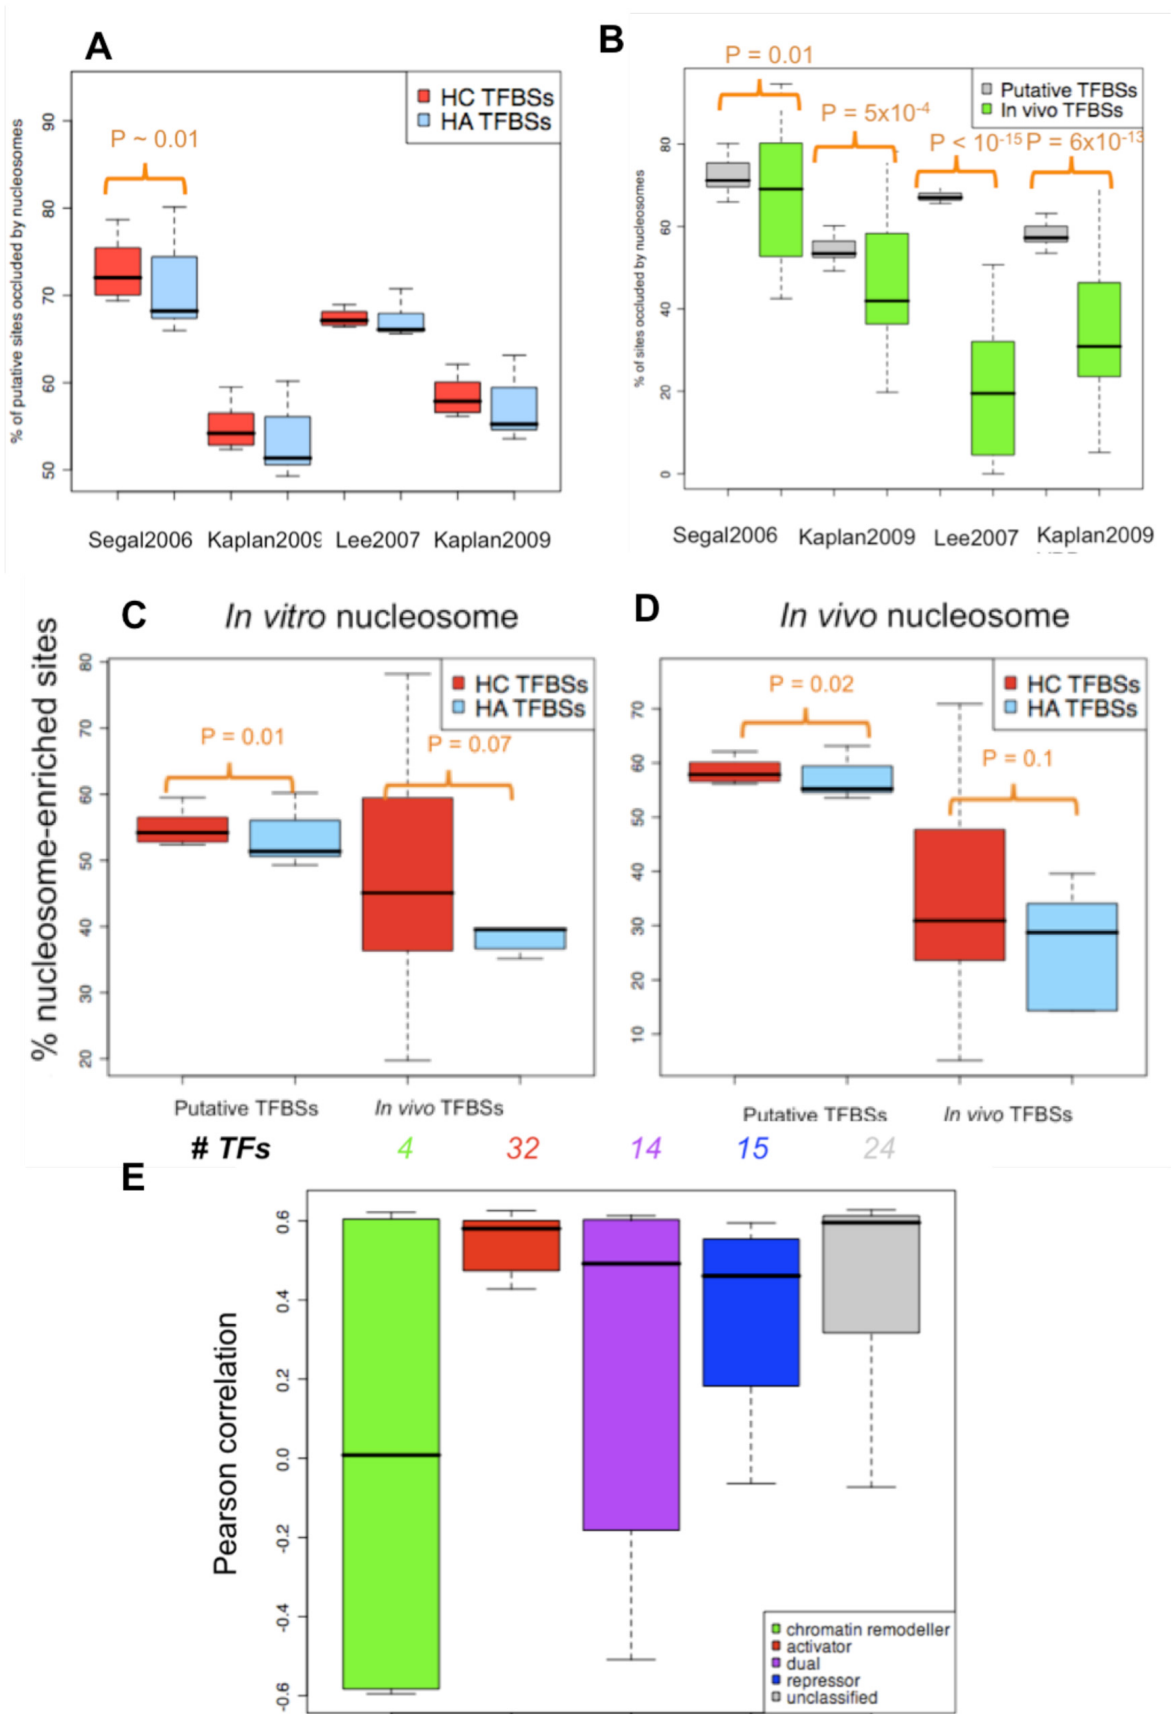 A
HC TFBSs
HA TFBSs
P ~ 0.01
% of putative sites occluded by nucleosomes
90
80
70
60
50
Segal2006 Kaplan2009 Lee2007 Kaplan2009
B
P = 0.01
Putative TFBSs
In vivo TFBSs
P = 5x10-4
P < 10-15
P = 6x10-13
% of sites occluded by nucleosomes
80
60
40
20
0
Segal2006 Kaplan2009 Lee2007 Kaplan2009
C
In vitro nucleosome
HC TFBSs
HA TFBSs
P = 0.01
P = 0.07
% nucleosome-enriched sites
80
70
60
50
40
30
20
Putative TFBSs In vivo TFBSs
D
In vivo nucleosome
HC TFBSs
HA TFBSs
P = 0.02
P = 0.1
70
60
50
40
30
20
10
Putative TFBSs In vivo TFBSs
# TFs 4 32 14 15 24
E
Pearson correlation
0.6
0.4
0.2
0.0
-0.2
-0.4
-0.6
chromatin remodeller
activator
dual
repressor
unclassified